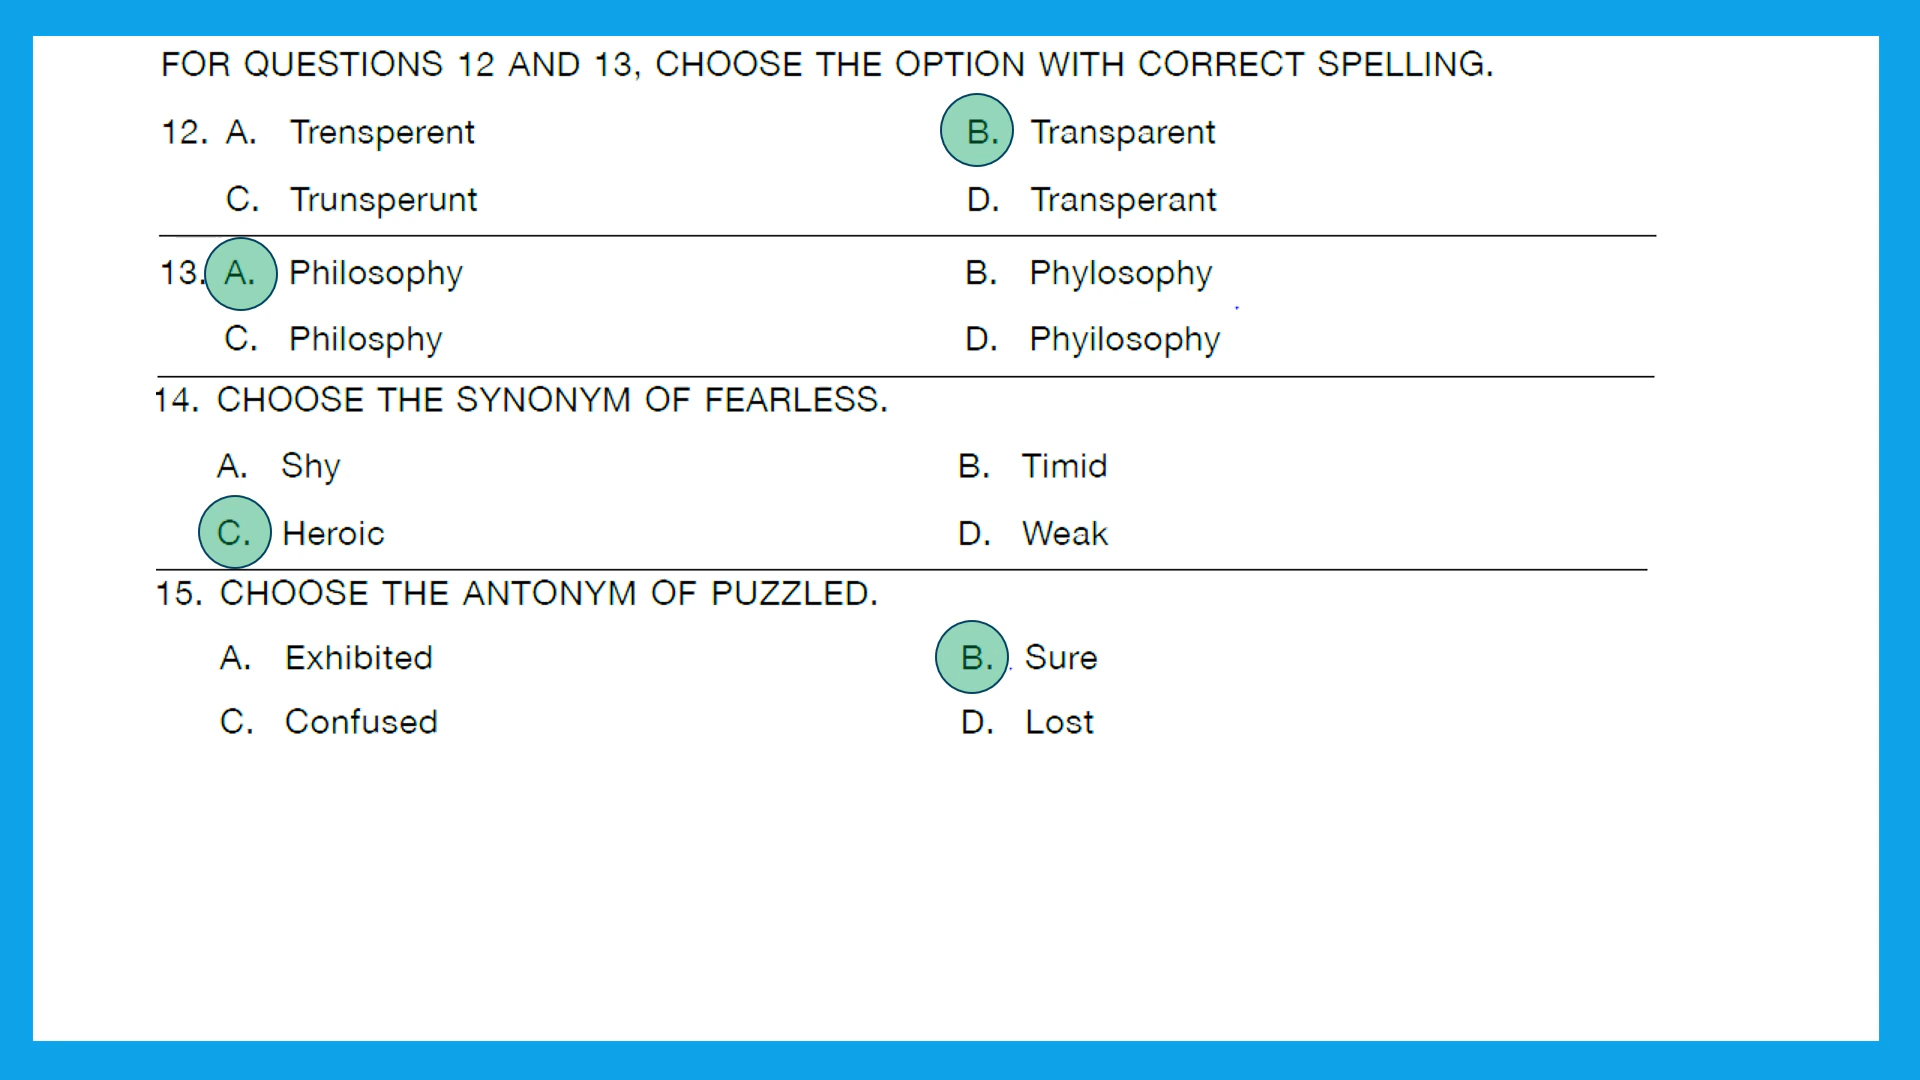 FOR QUESTIONS 12 AND 13, CHOOSE THE OPTION WITH CORRECT SPELLING.
12. A. Trensperent B. Transparent
C. Trunsperunt D. Transperant
13. A. Philosophy B. Phylosophy
C. Philosphy D. Phyilosophy
14. CHOOSE THE SYNONYM OF FEARLESS.
A. Shy B. Timid
C. Heroic D. Weak
15. CHOOSE THE ANTONYM OF PUZZLED.
A. Exhibited B. Sure
C. Confused D. Lost